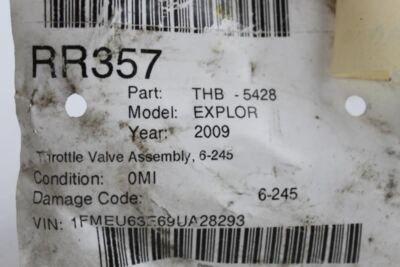 RR357
Part: THB - 5428
Model: EXPLOR
Year: 2009
Throttle Valve Assembly, 6-245
Condition: 0MI
Damage Code: 6-245
VIN: 1FMEU63E69UA28293